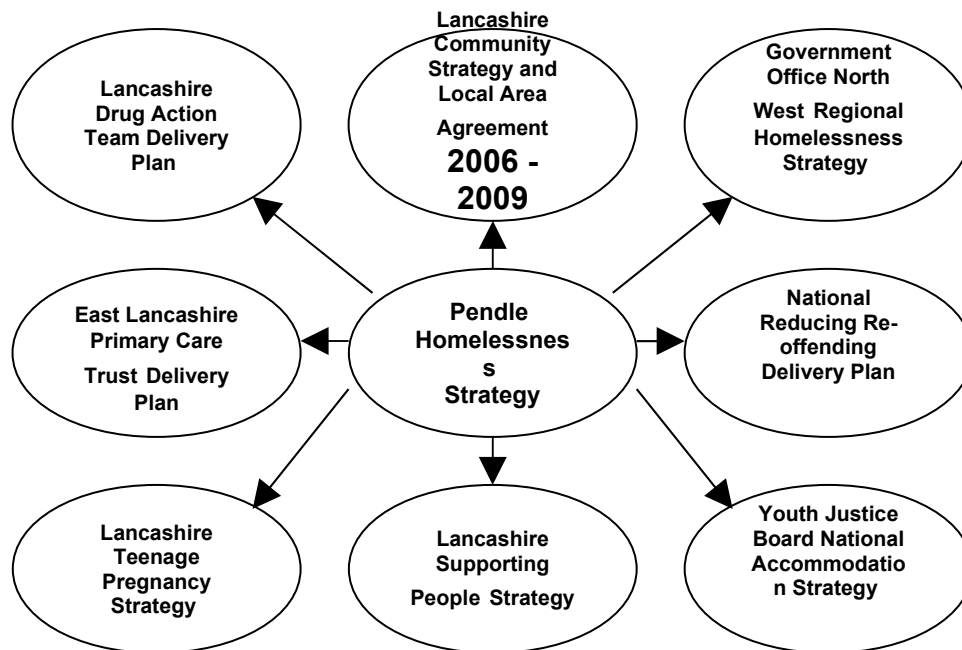 Lancashire
Drug Action
Team Delivery
Plan
Lancashire
Community
Strategy and
Local Area
Agreement
2006 -
2009
Government
Office North
West Regional
Homelessness
Strategy
East Lancashire
Primary Care
Trust Delivery
Plan
Pendle
Homelessnes
s
Strategy
National
Reducing Re-
offending
Delivery Plan
Lancashire
Teenage
Pregnancy
Strategy
Lancashire
Supporting
People Strategy
Youth Justice
Board National
Accommodatio
n Strategy